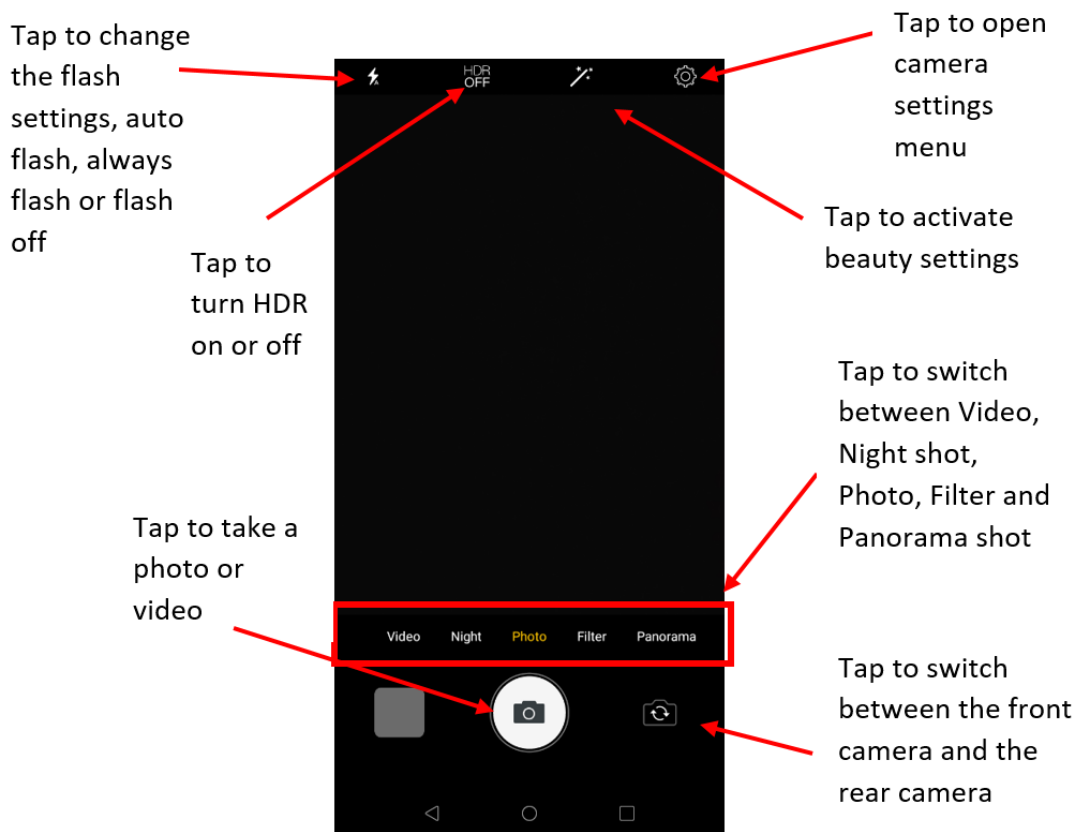 Tap to change
the flash
settings, auto
flash, always
flash or flash
off
Tap to open
camera
settings
menu
HDR
OFF
Tap to
turn HDR
on or off
Tap to activate
beauty settings
Tap to switch
between Video,
Night shot,
Photo, Filter and
Panorama shot
Tap to take a
photo or
video
Video Night Photo Filter Panorama
Tap to switch
between the front
camera and the
rear camera